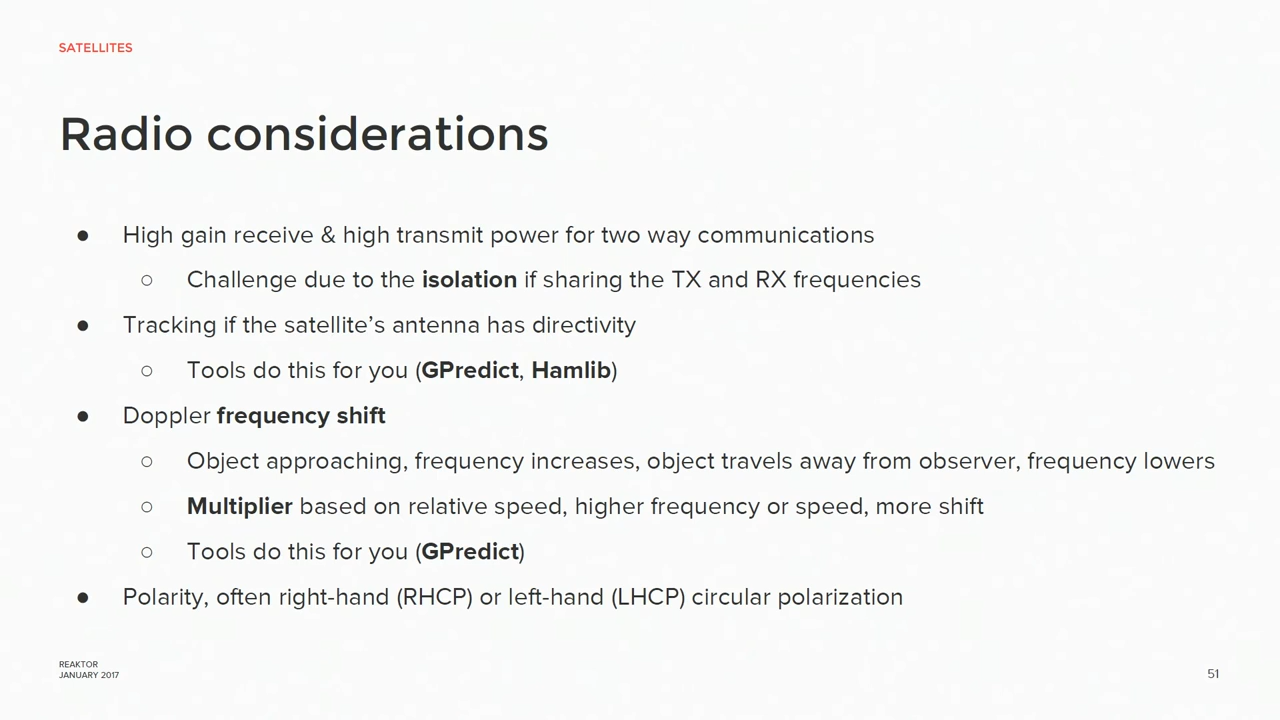 SATELLITES
Radio considerations
● High gain receive & high transmit power for two way communications
○ Challenge due to the isolation if sharing the TX and RX frequencies
● Tracking if the satellite’s antenna has directivity
○ Tools do this for you (GPredict, Hamlib)
● Doppler frequency shift
○ Object approaching, frequency increases, object travels away from observer, frequency lowers
○ Multiplier based on relative speed, higher frequency or speed, more shift
○ Tools do this for you (GPredict)
● Polarity, often right-hand (RHCP) or left-hand (LHCP) circular polarization
REAKTOR
JANUARY 2017
51